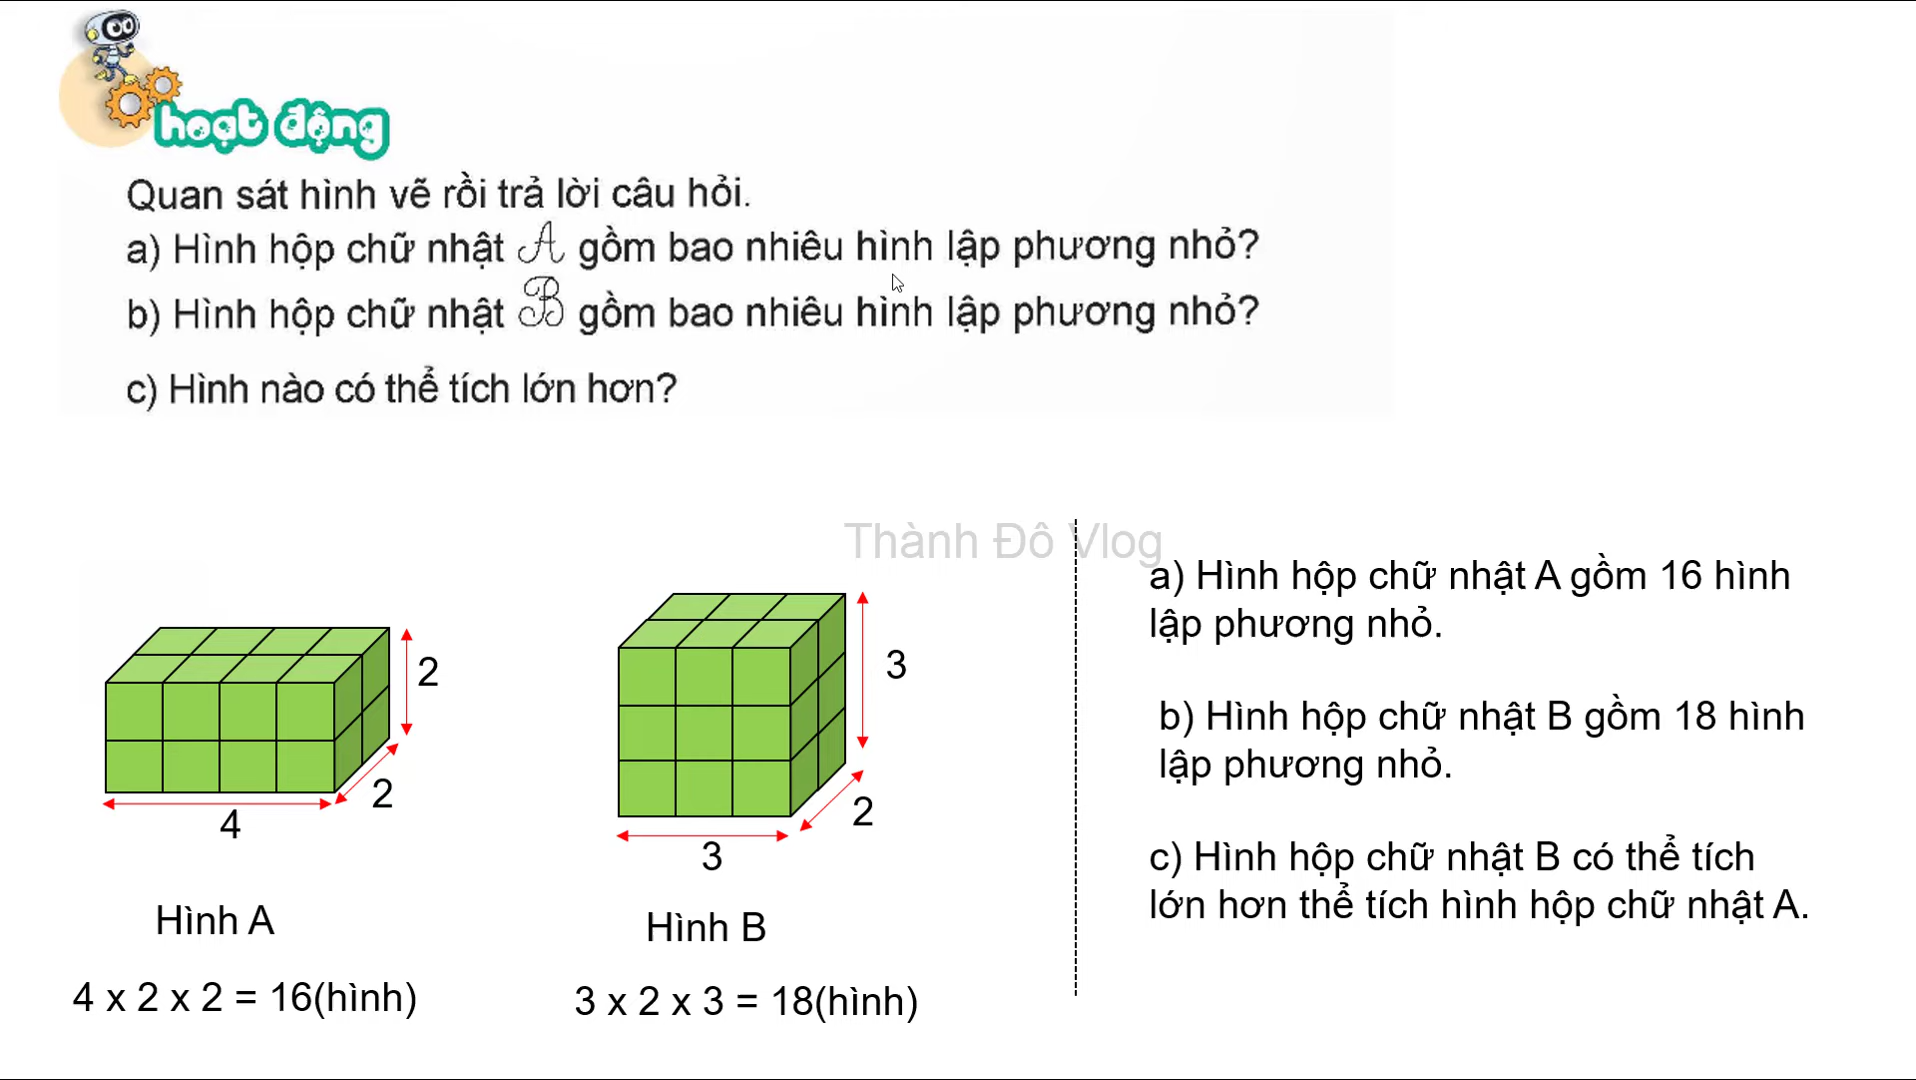 hoạt động
Quan sát hình vẽ rồi trả lời câu hỏi.
a) Hình hộp chữ nhật A gồm bao nhiêu hình lập phương nhỏ?
b) Hình hộp chữ nhật B gồm bao nhiêu hình lập phương nhỏ?
c) Hình nào có thể tích lớn hơn?
Thành Đô Vlog
2
2
4
Hình A
4 x 2 x 2 = 16(hình)
3
2
3
Hình B
3 x 2 x 3 = 18(hình)
a) Hình hộp chữ nhật A gồm 16 hình
lập phương nhỏ.
b) Hình hộp chữ nhật B gồm 18 hình
lập phương nhỏ.
c) Hình hộp chữ nhật B có thể tích
lớn hơn thể tích hình hộp chữ nhật A.